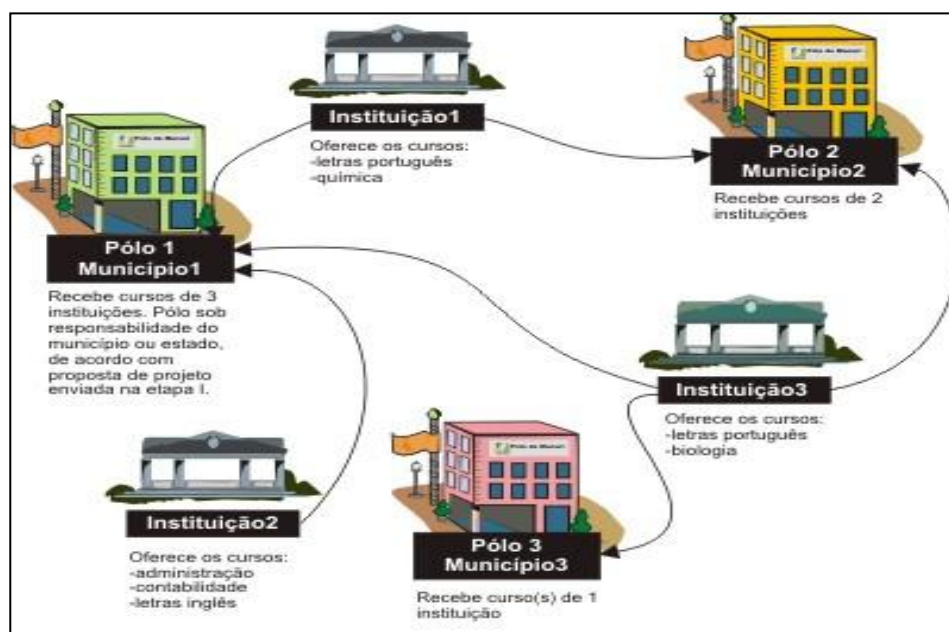 Instituição1
Oferece os cursos:
-letras português
-química
Pólo 2
Município2
Recebe cursos de 2
instituições
Pólo 1
Município1
Recebe cursos de 3
instituições. Pólo sob
responsabilidade do
município ou estado,
de acordo com
proposta de projeto
enviada na etapa I.
Instituição3
Oferece os cursos:
-letras português
-biologia
Instituição2
Oferece os cursos:
-administração
-contabilidade
-letras inglês
Pólo 3
Município3
Recebe curso(s) de 1
instituição